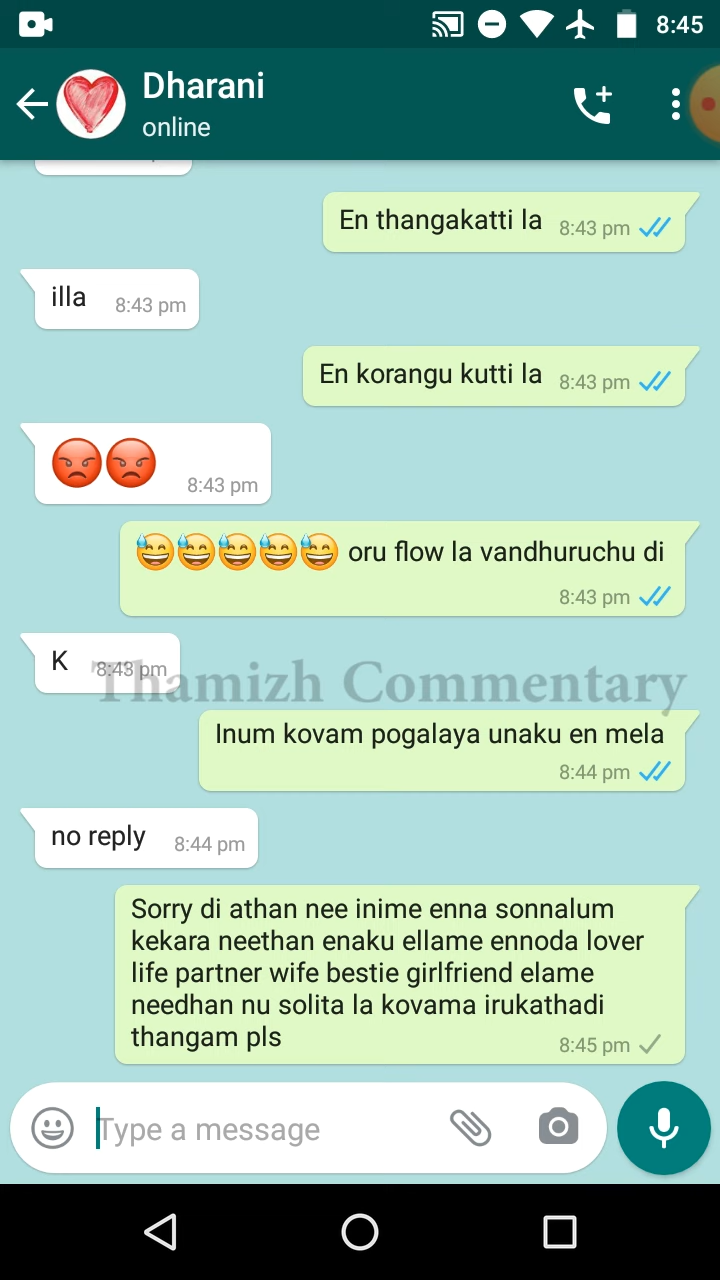 8:45
Dharani
online
En thangakatti la 8:43 pm
illa 8:43 pm
En korangu kutti la 8:43 pm
😡😡 8:43 pm
😅😅😅😅😅 oru flow la vandhuruchu di
8:43 pm
K 8:43 pm
Thamizh Commentary
Inum kovam pogalaya unaku en mela
8:44 pm
no reply 8:44 pm
Sorry di athan nee inime enna sonnalum
kekara neethan enaku ellame ennoda lover
life partner wife bestie girlfriend elame
needhan nu solita la kovama irukathadi
thangam pls 8:45 pm
Type a message